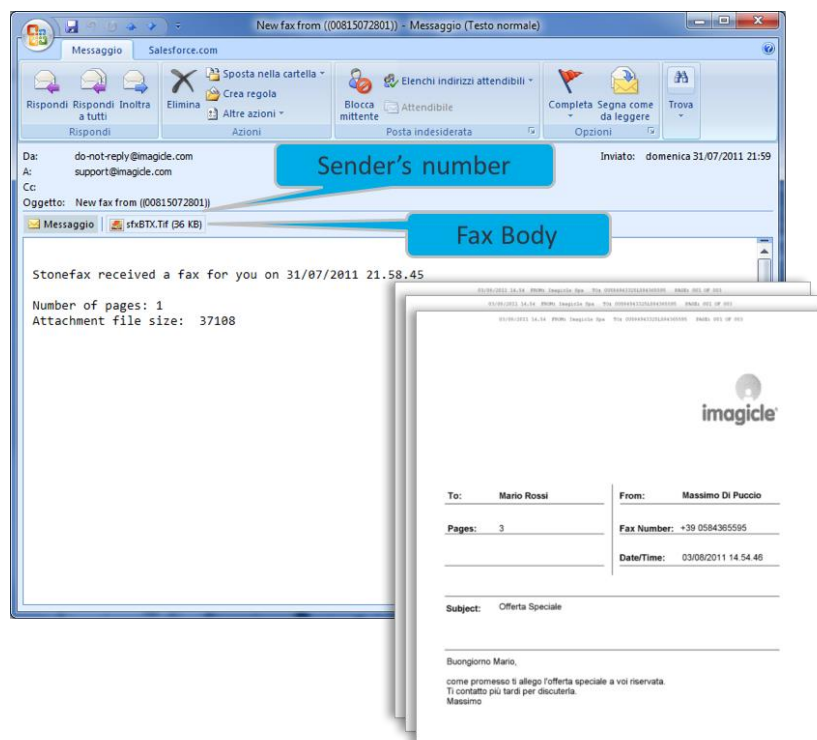 New fax from ((00815072801)) - Messaggio (Testo normale)
Messaggio Salesforce.com
Rispondi Rispondi a tutti Inoltra
Elimina
Sposta nella cartella
Crea regola
Altre azioni
Blocca mittente
Elenchi indirizzi attendibili
Attendibile
Completa Segna come da leggere
Trova
Rispondi Azioni Posta indesiderata Opzioni
Da: do-not-reply@imagicle.com
Inviato: domenica 31/07/2011 21:59
A: support@imagicle.com
Cc:
Oggetto: New fax from ((00815072801))
Sender's number
Messaggio sfxBTX.Tif (36 KB)
Fax Body
Stonefax received a fax for you on 31/07/2011 21.58.45
Number of pages: 1
Attachment file size: 37108
imagicle
To: Mario Rossi From: Massimo Di Puccio
Pages: 3 Fax Number: +39 0584365595
Date/Time: 03/08/2011 14.54.46
Subject: Offerta Speciale
Buongiorno Mario,
come promesso ti allego l'offerta speciale a voi riservata.
Ti contatto più tardi per discuterla.
Massimo